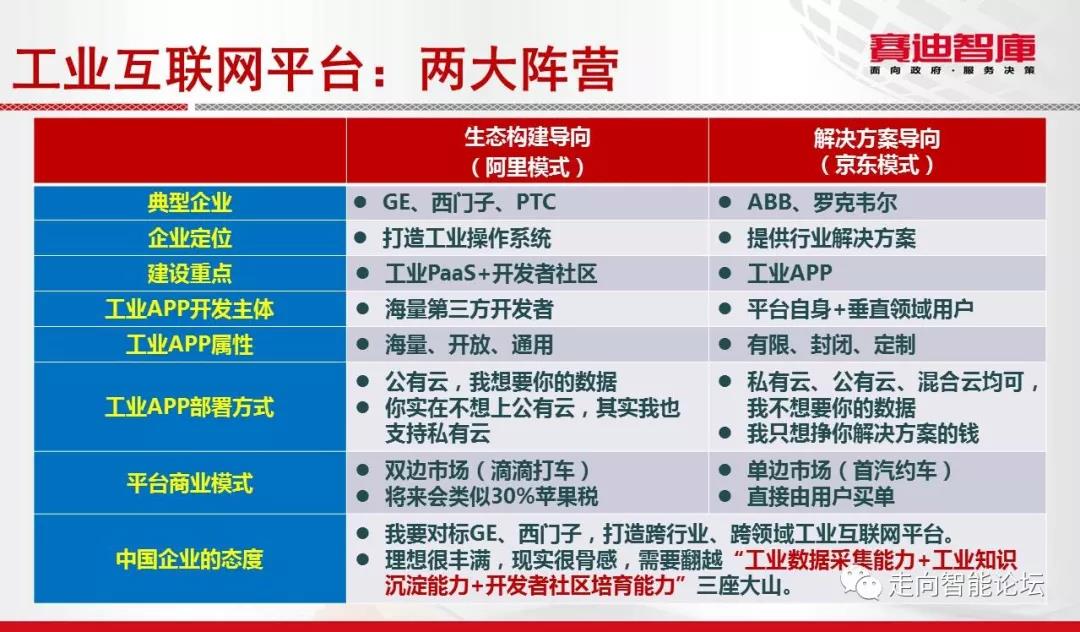 工业互联网平台：两大阵营
赛迪智库
面向政府·服务决策
生态构建导向
（阿里模式）
解决方案导向
（京东模式）
典型企业
● GE、西门子、PTC
● ABB、罗克韦尔
企业定位
● 打造工业操作系统
● 提供行业解决方案
建设重点
● 工业PaaS+开发者社区
● 工业APP
工业APP开发主体
● 海量第三方开发者
● 平台自身+垂直领域用户
工业APP属性
● 海量、开放、通用
● 有限、封闭、定制
工业APP部署方式
● 公有云，我想要你的数据
● 你实在不想上公有云，其实我也
支持私有云
● 私有云、公有云、混合云均可，
我不想要你的数据
● 我只想挣你解决方案的钱
平台商业模式
● 双边市场（滴滴打车）
● 将来会类似30%苹果税
● 单边市场（首汽约车）
● 直接由用户买单
中国企业的态度
● 我要对标GE、西门子，打造跨行业、跨领域工业互联网平台。
● 理想很丰满，现实很骨感，需要翻越“工业数据采集能力+工业知识
沉淀能力+开发者社区培育能力”三座大山。
走向智能论坛